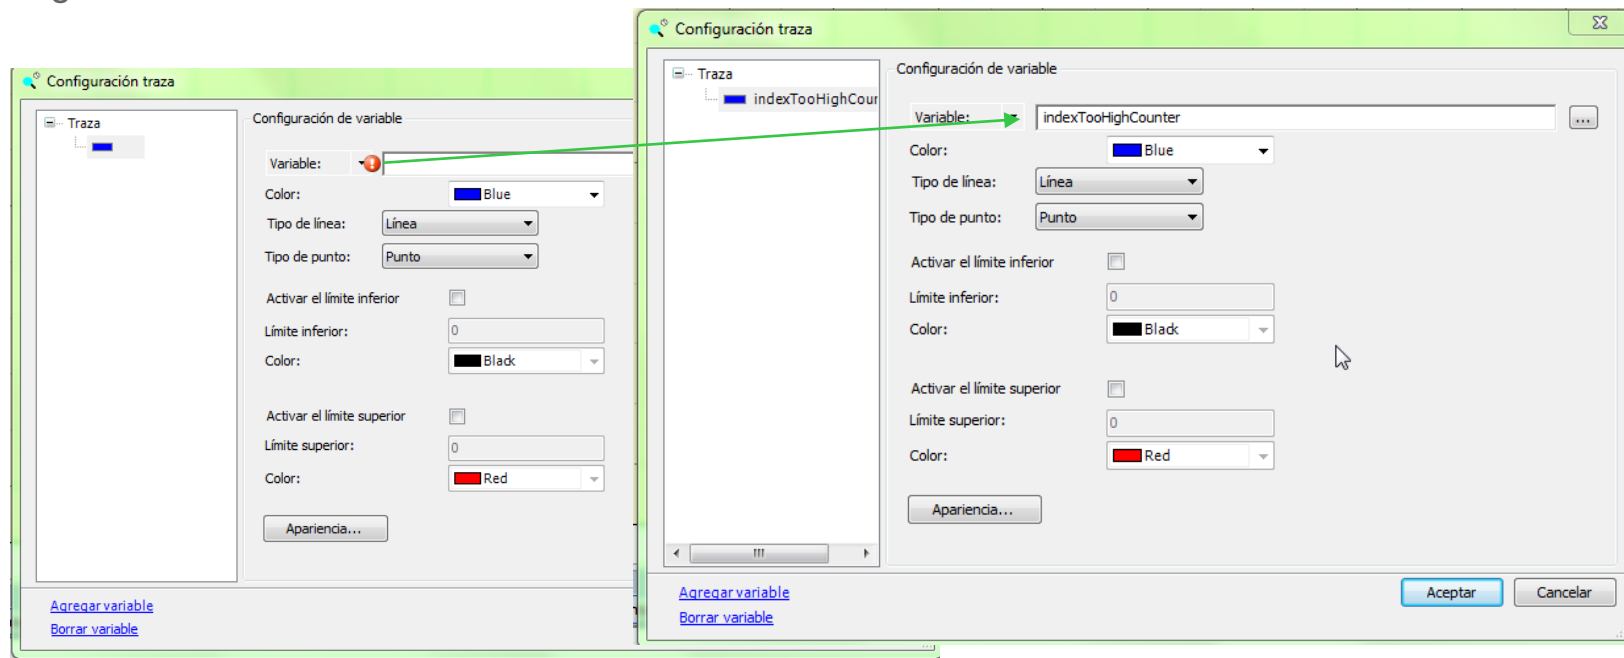 Configuración traza
Traza
Configuración de variable
Variable:
Color:
Blue
Tipo de línea:
Línea
Tipo de punto:
Punto
Activar el límite inferior
Límite inferior:
0
Color:
Black
Activar el límite superior
Límite superior:
0
Color:
Red
Apariencia...
Agregar variable
Borrar variable
Configuración traza
Traza
indexTooHighCour
Configuración de variable
Variable:
indexTooHighCounter
...
Color:
Blue
Tipo de línea:
Línea
Tipo de punto:
Punto
Activar el límite inferior
Límite inferior:
0
Color:
Black
Activar el límite superior
Límite superior:
0
Color:
Red
Apariencia...
Agregar variable
Borrar variable
Aceptar
Cancelar